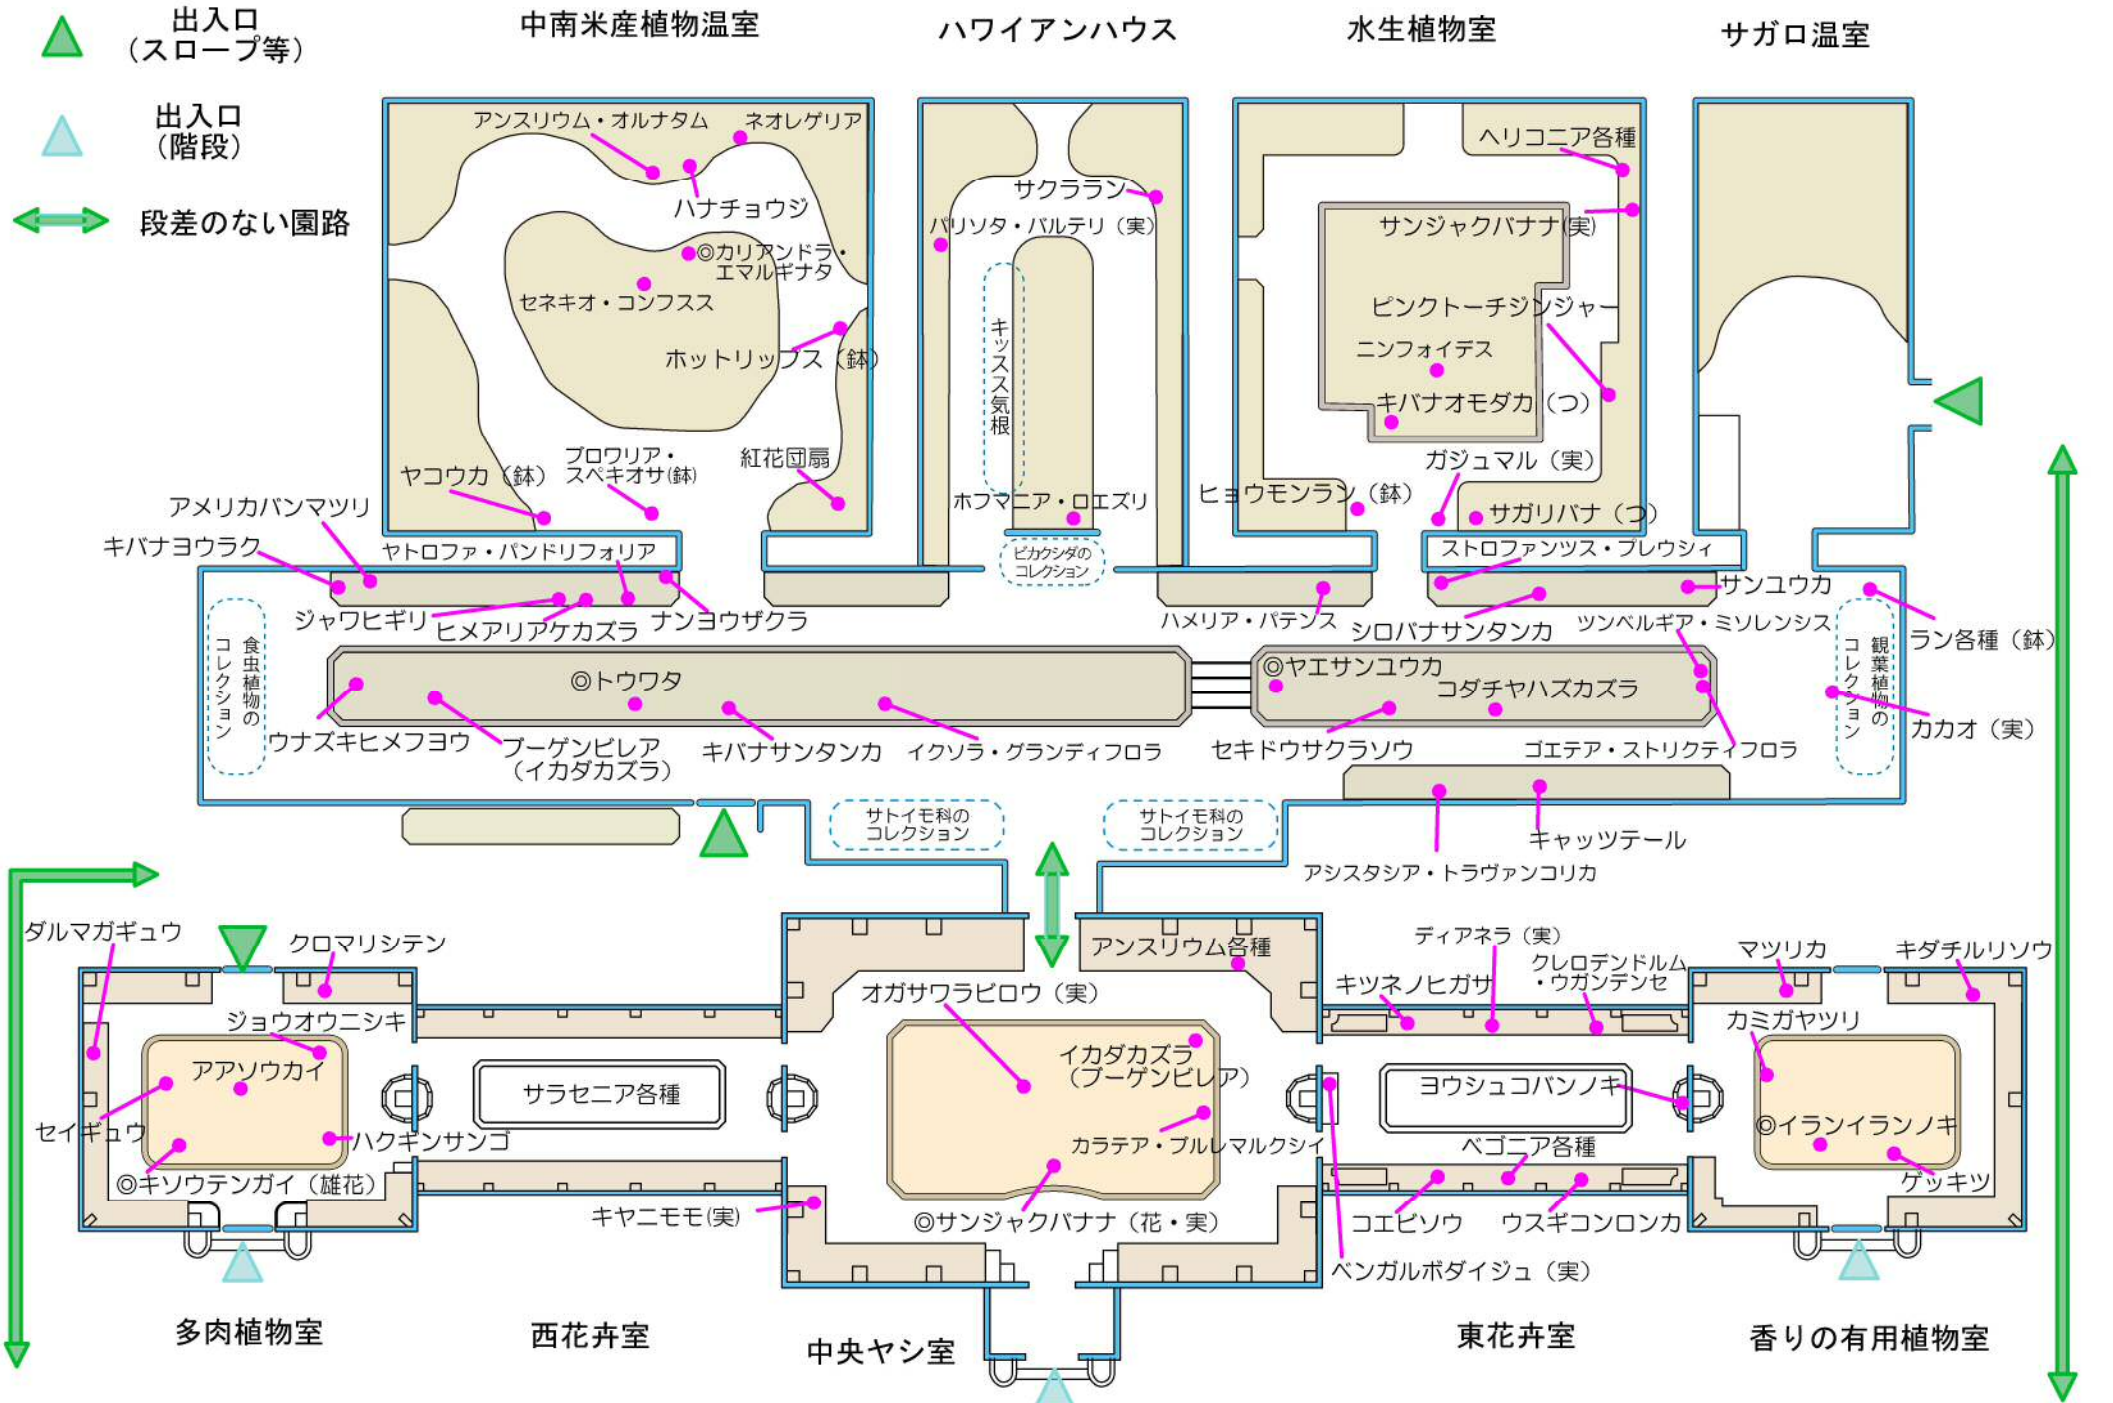 出入口
（スロープ等）
出入口
（階段）
段差のない園路
中南米産植物温室
ハワイアンハウス
水生植物室
サガロ温室
アンスリウム・オルナタム
ネオレゲリア
ハナチョウジ
◎カリアンドラ・
エマルギナタ
セネキオ・コンフスス
ホットリップス（鉢）
ヤコウカ（鉢）
ブロワリア・
スペキオサ(鉢)
紅花団扇
サクララン
パリソタ・バルテリ（実）
キッスス気根
ホフマニア・ロエズリ
ビカクシダの
コレクション
ヘリコニア各種
サンジャクバナナ(実)
ピンクトーチジンジャー
ニンフォイデス
キバナオモダカ（つ）
ガジュマル（実）
ヒョウモンラン（鉢）
サガリバナ（つ）
アメリカバンマツリ
キバナヨウラク
ヤトロファ・パンドリフォリア
ジャワヒギリ
ヒメアリアケカズラ
ナンヨウザクラ
ストロファンツス・プレウシィ
サンユウカ
ハメリア・パテンス
シロバナサンタンカ
ツンベルギア・ミソレンシス
ラン各種（鉢）
食虫植物の
コレクション
観葉植物の
コレクション
◎トウワタ
ウナズキヒメフヨウ
ブーゲンビレア
（イカダカズラ）
キバナサンタンカ
イクソラ・グランディフロラ
◎ヤエサンユウカ
コダチヤハズカズラ
セキドウサクラソウ
ゴエテア・ストリクティフロラ
カカオ（実）
サトイモ科の
コレクション
サトイモ科の
コレクション
キャッツテール
アシスタシア・トラヴァンコリカ
ダルマガギュウ
クロマリシテン
ジョウオウニシキ
アアソウカイ
セイギュウ
ハクギンサンゴ
◎キソウテンガイ（雄花）
サラセニア各種
アンスリウム各種
オガサワラビロウ（実）
イカダカズラ
（ブーゲンビレア）
カラテア・プルレマルクシイ
キヤニモモ(実)
◎サンジャクバナナ（花・実）
ディアネラ（実）
キツネノヒガサ
クレロデンドルム
・ウガンデンセ
ヨウシュコバンノキ
ベゴニア各種
コエビソウ
ウスギコンロンカ
ベンガルボダイジュ（実）
マツリカ
キダチルリソウ
カミガヤツリ
◎イランイランノキ
ゲッキツ
多肉植物室
西花卉室
中央ヤシ室
東花卉室
香りの有用植物室